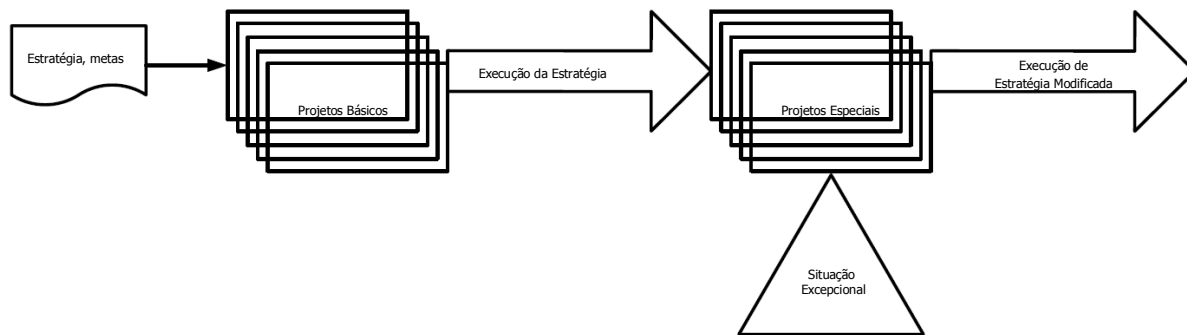 Estratégia, metas
Projetos Básicos
Execução da Estratégia
Projetos Especiais
Execução de
Estratégia Modificada
Situação
Excepcional